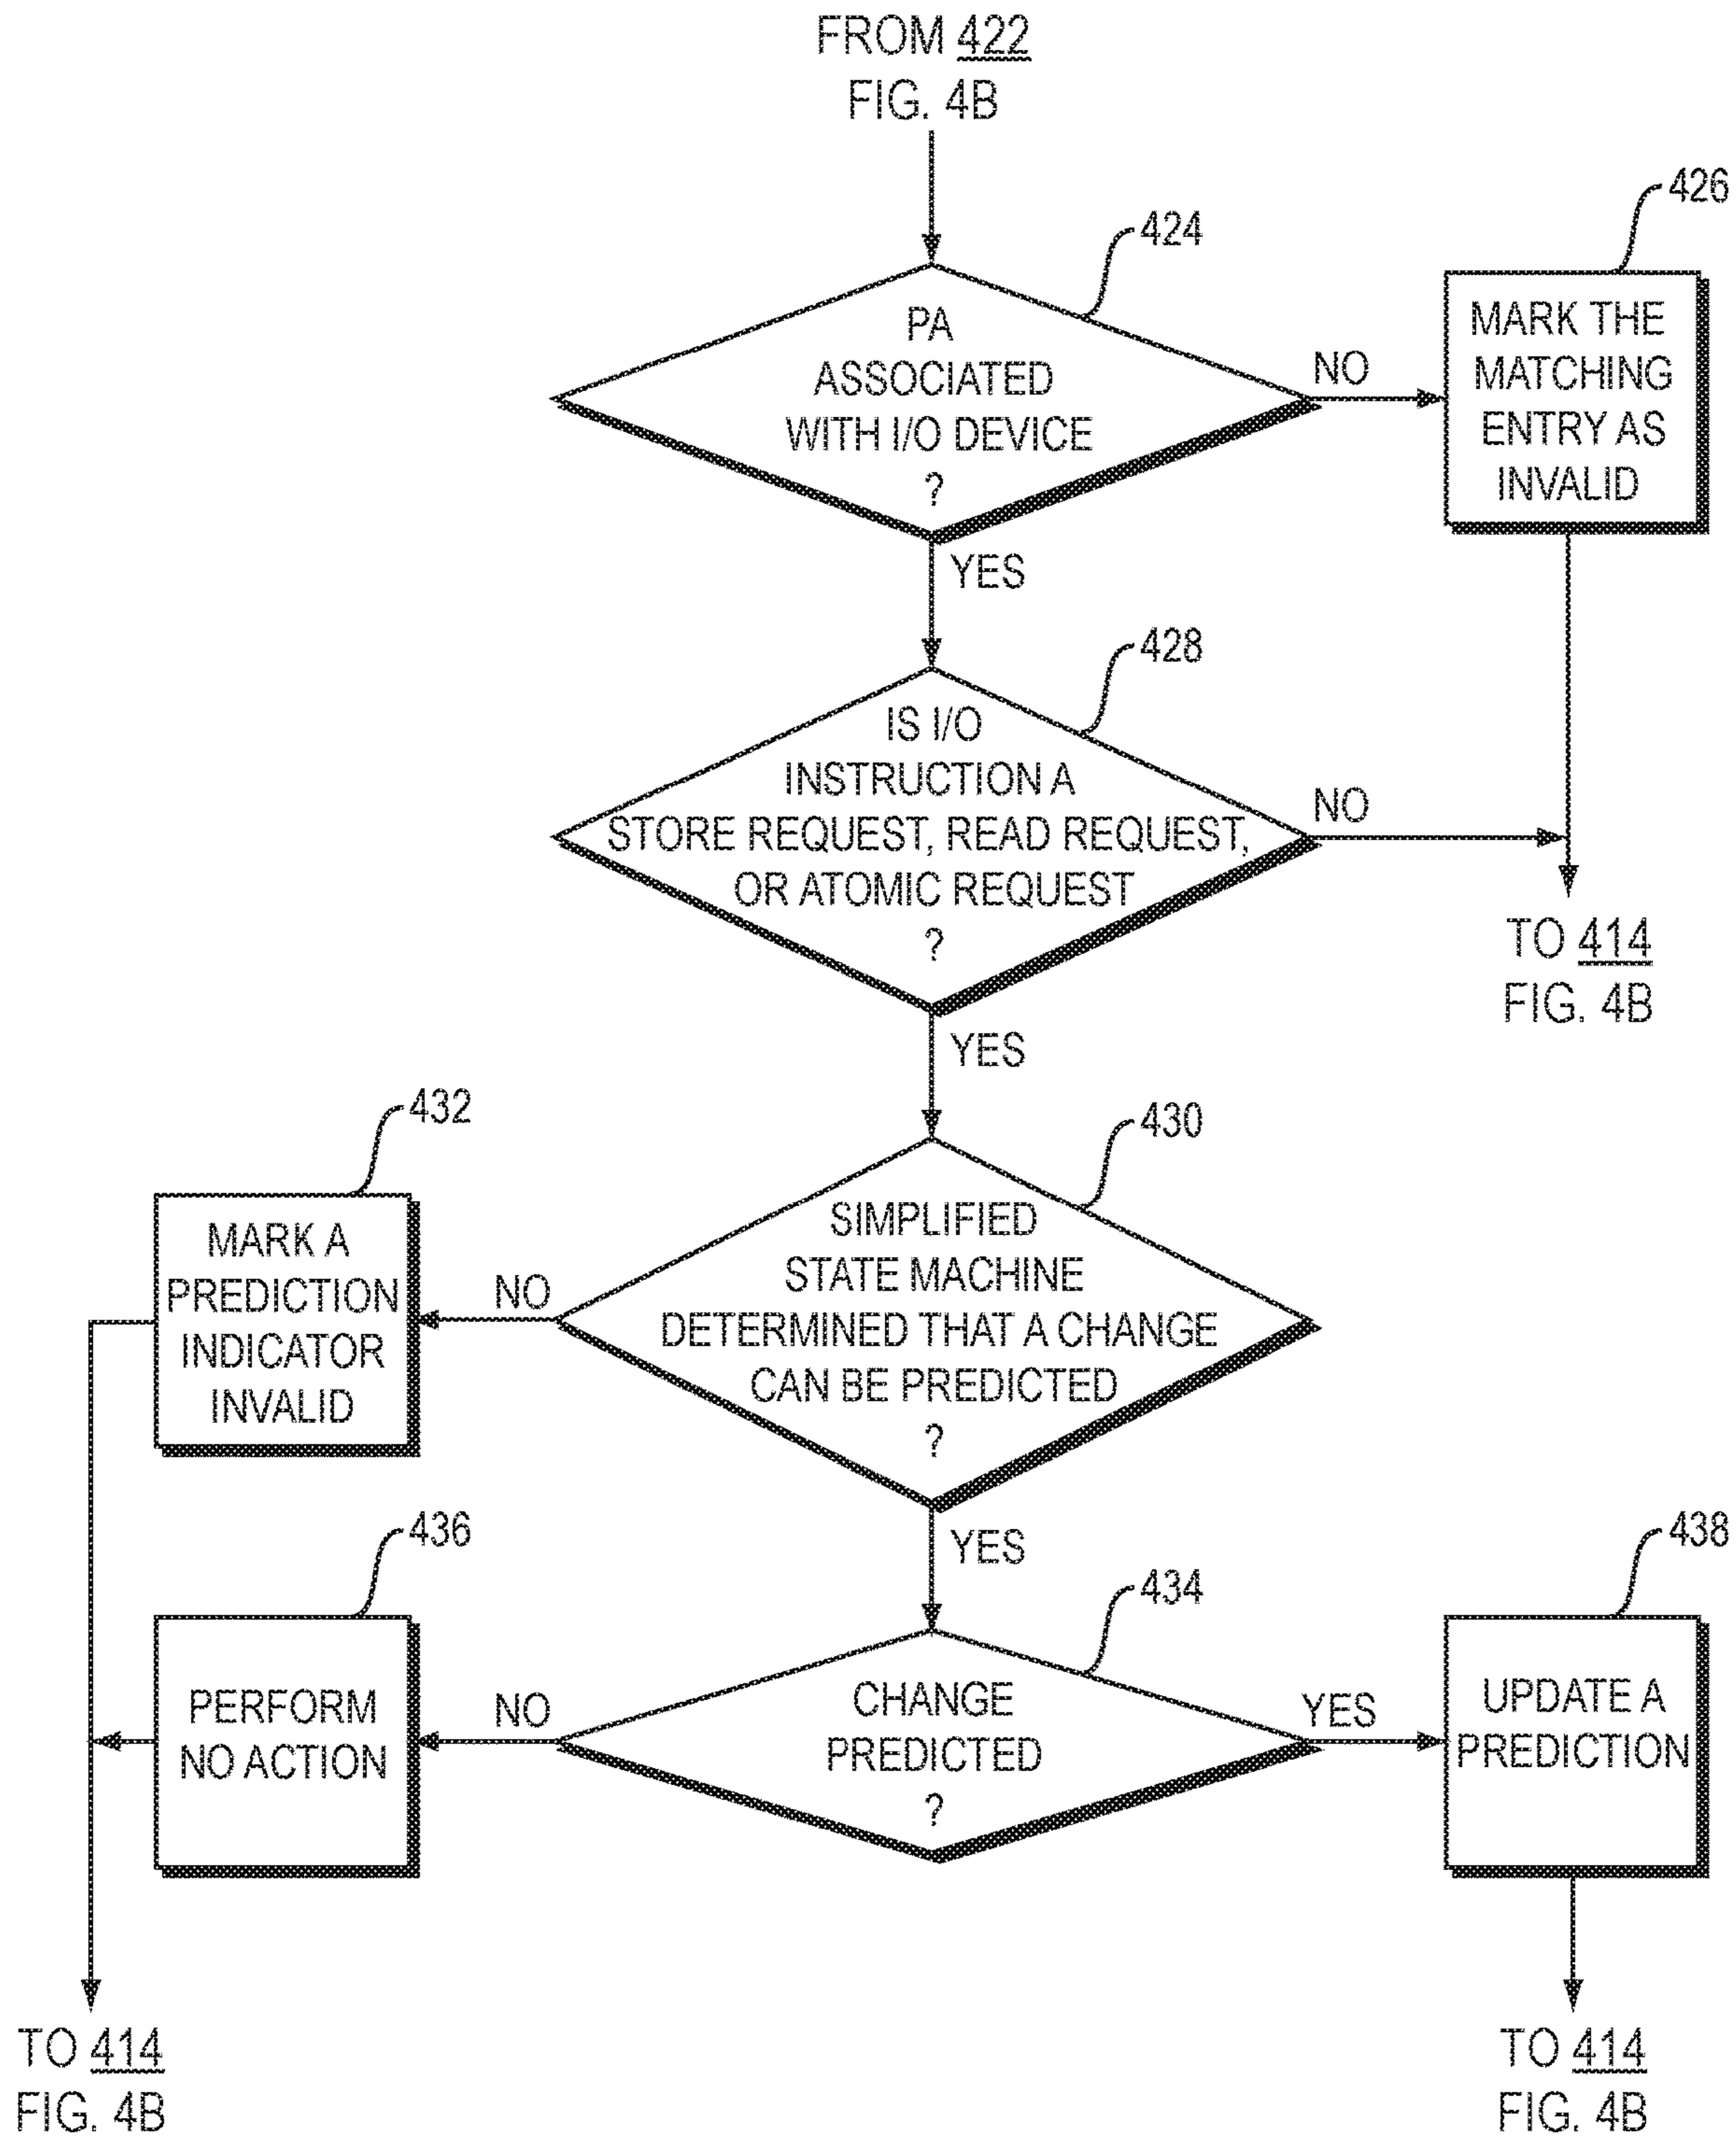 FROM 422
FIG. 4B
424
426
PA
ASSOCIATED
WITH I/O DEVICE
?
NO
MARK THE
MATCHING
ENTRY AS
INVALID
YES
428
IS I/O
INSTRUCTION A
STORE REQUEST, READ REQUEST,
OR ATOMIC REQUEST
?
NO
TO 414
FIG. 4B
YES
432
430
MARK A
PREDICTION
INDICATOR
INVALID
NO
SIMPLIFIED
STATE MACHINE
DETERMINED THAT A CHANGE
CAN BE PREDICTED
?
YES
436
434
438
PERFORM
NO ACTION
NO
CHANGE
PREDICTED
?
YES
UPDATE A
PREDICTION
TO 414
FIG. 4B
TO 414
FIG. 4B